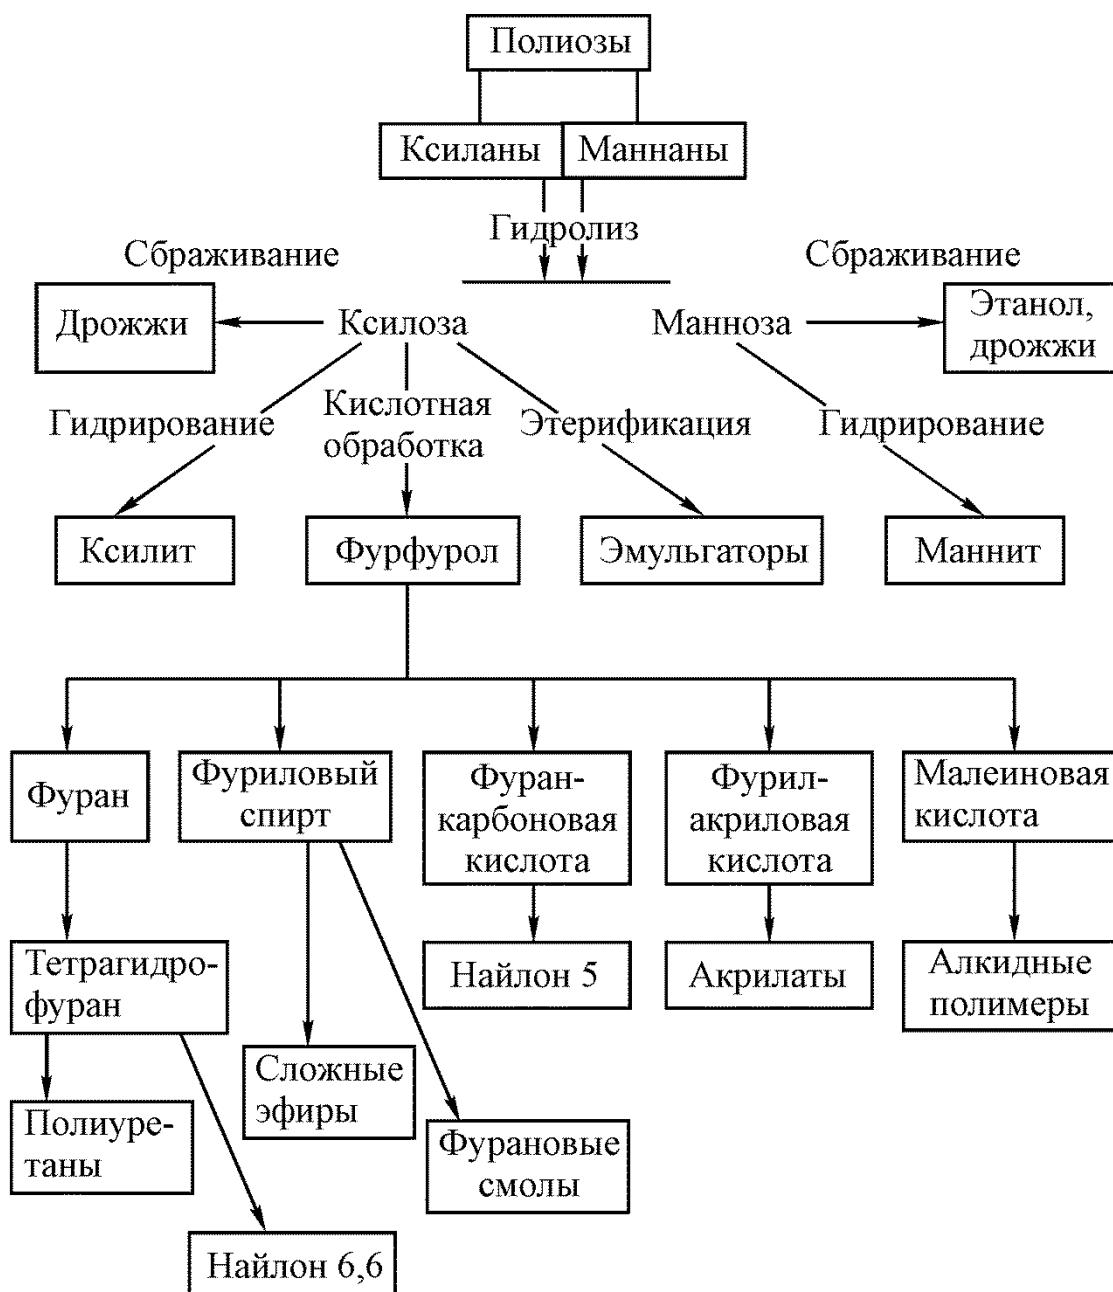 Полиозы
Ксиланы
Маннаны
Гидролиз
Сбраживание
Сбраживание
Дрожжи
Ксилоза
Манноза
Этанол,
дрожжи
Гидрирование
Кислотная
обработка
Этерификация
Гидрирование
Ксилит
Фурфурол
Эмульгаторы
Маннит
Фуран
Фуриловый
спирт
Фуран-
карбоновая
кислота
Фурил-
акриловая
кислота
Малеиновая
кислота
Тетрагидро-
фуран
Найлон 5
Акрилаты
Алкидные
полимеры
Сложные
эфиры
Полиуре-
таны
Фурановые
смолы
Найлон 6,6